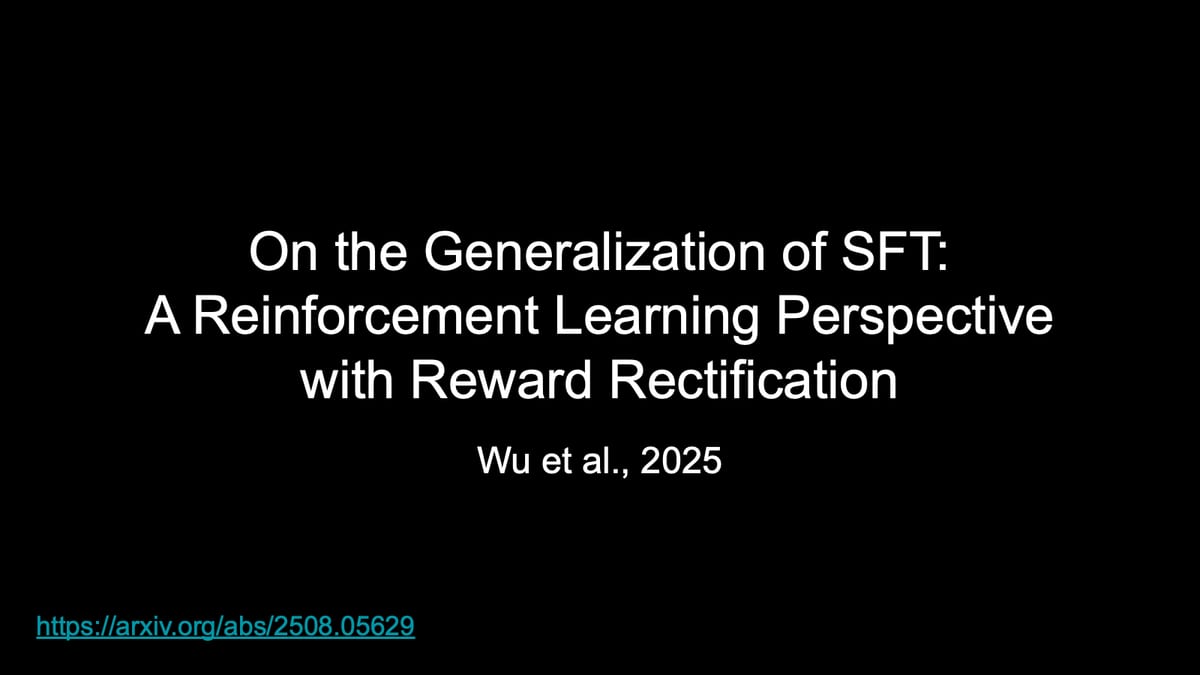 On the Generalization of SFT:
A Reinforcement Learning Perspective
with Reward Rectification
Wu et al., 2025
https://arxiv.org/abs/2508.05629